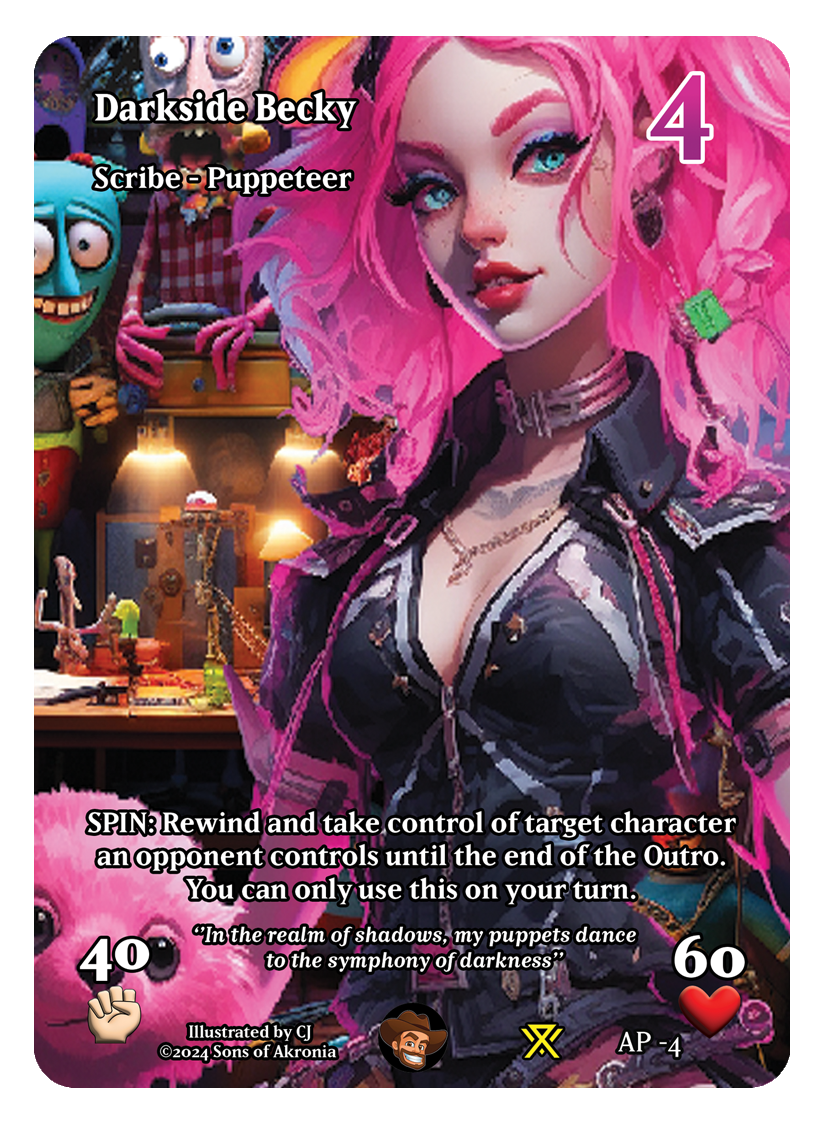 Darkside Becky
4
Scribe - Puppeteer
SPIN: Rewind and take control of target character
an opponent controls until the end of the Outro.
You can only use this on your turn.
40
‘’In the realm of shadows, my puppets dance
to the symphony of darkness’’
60
Illustrated by CJ
©2024 Sons of Akronia
AP -4